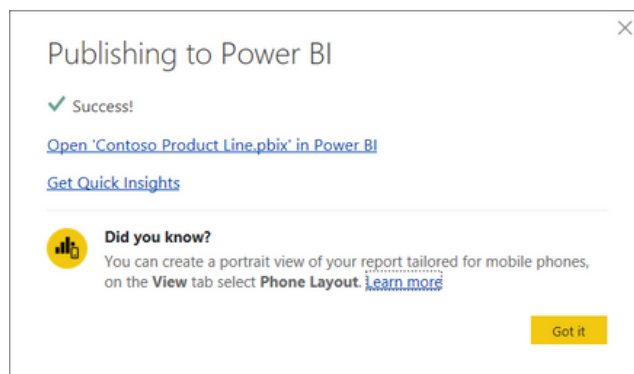 Publishing to Power BI
Success!
Open 'Contoso Product Line.pbix' in Power BI
Get Quick Insights
Did you know?
You can create a portrait view of your report tailored for mobile phones,
on the View tab select Phone Layout. Learn more
Got it